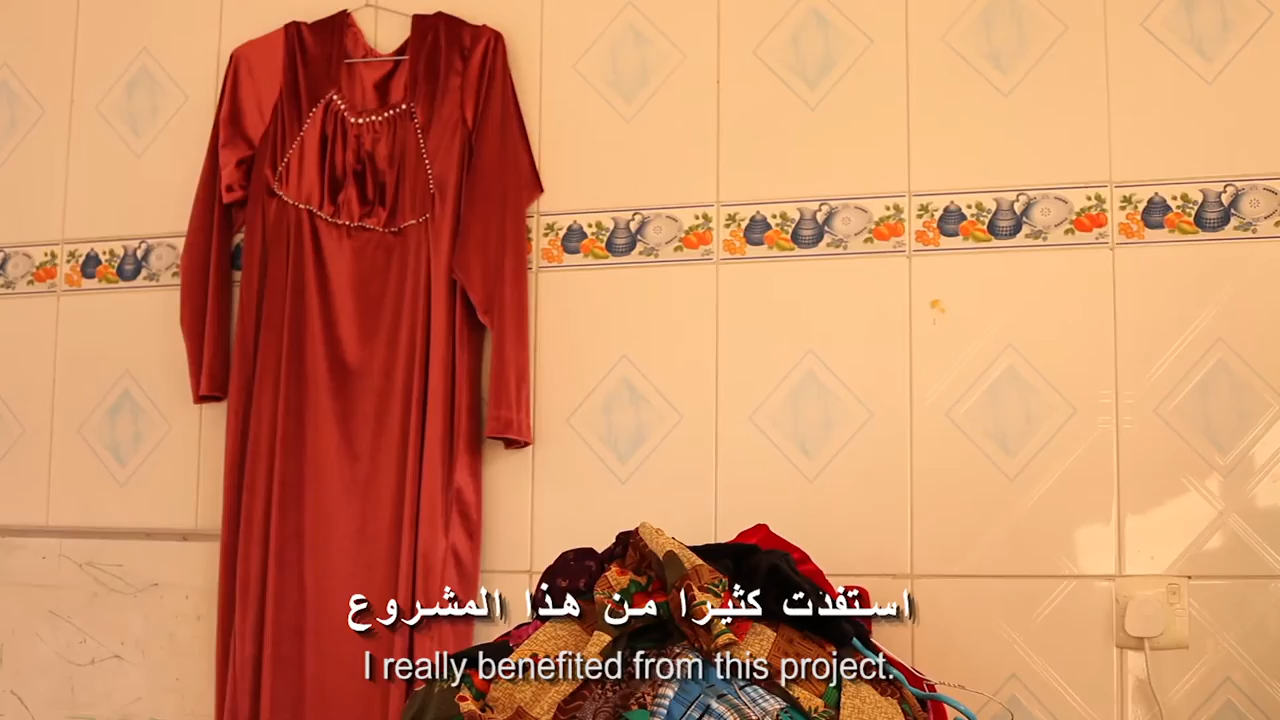 استفدت كثيرا من هذا المشروع
I really benefited from this project.